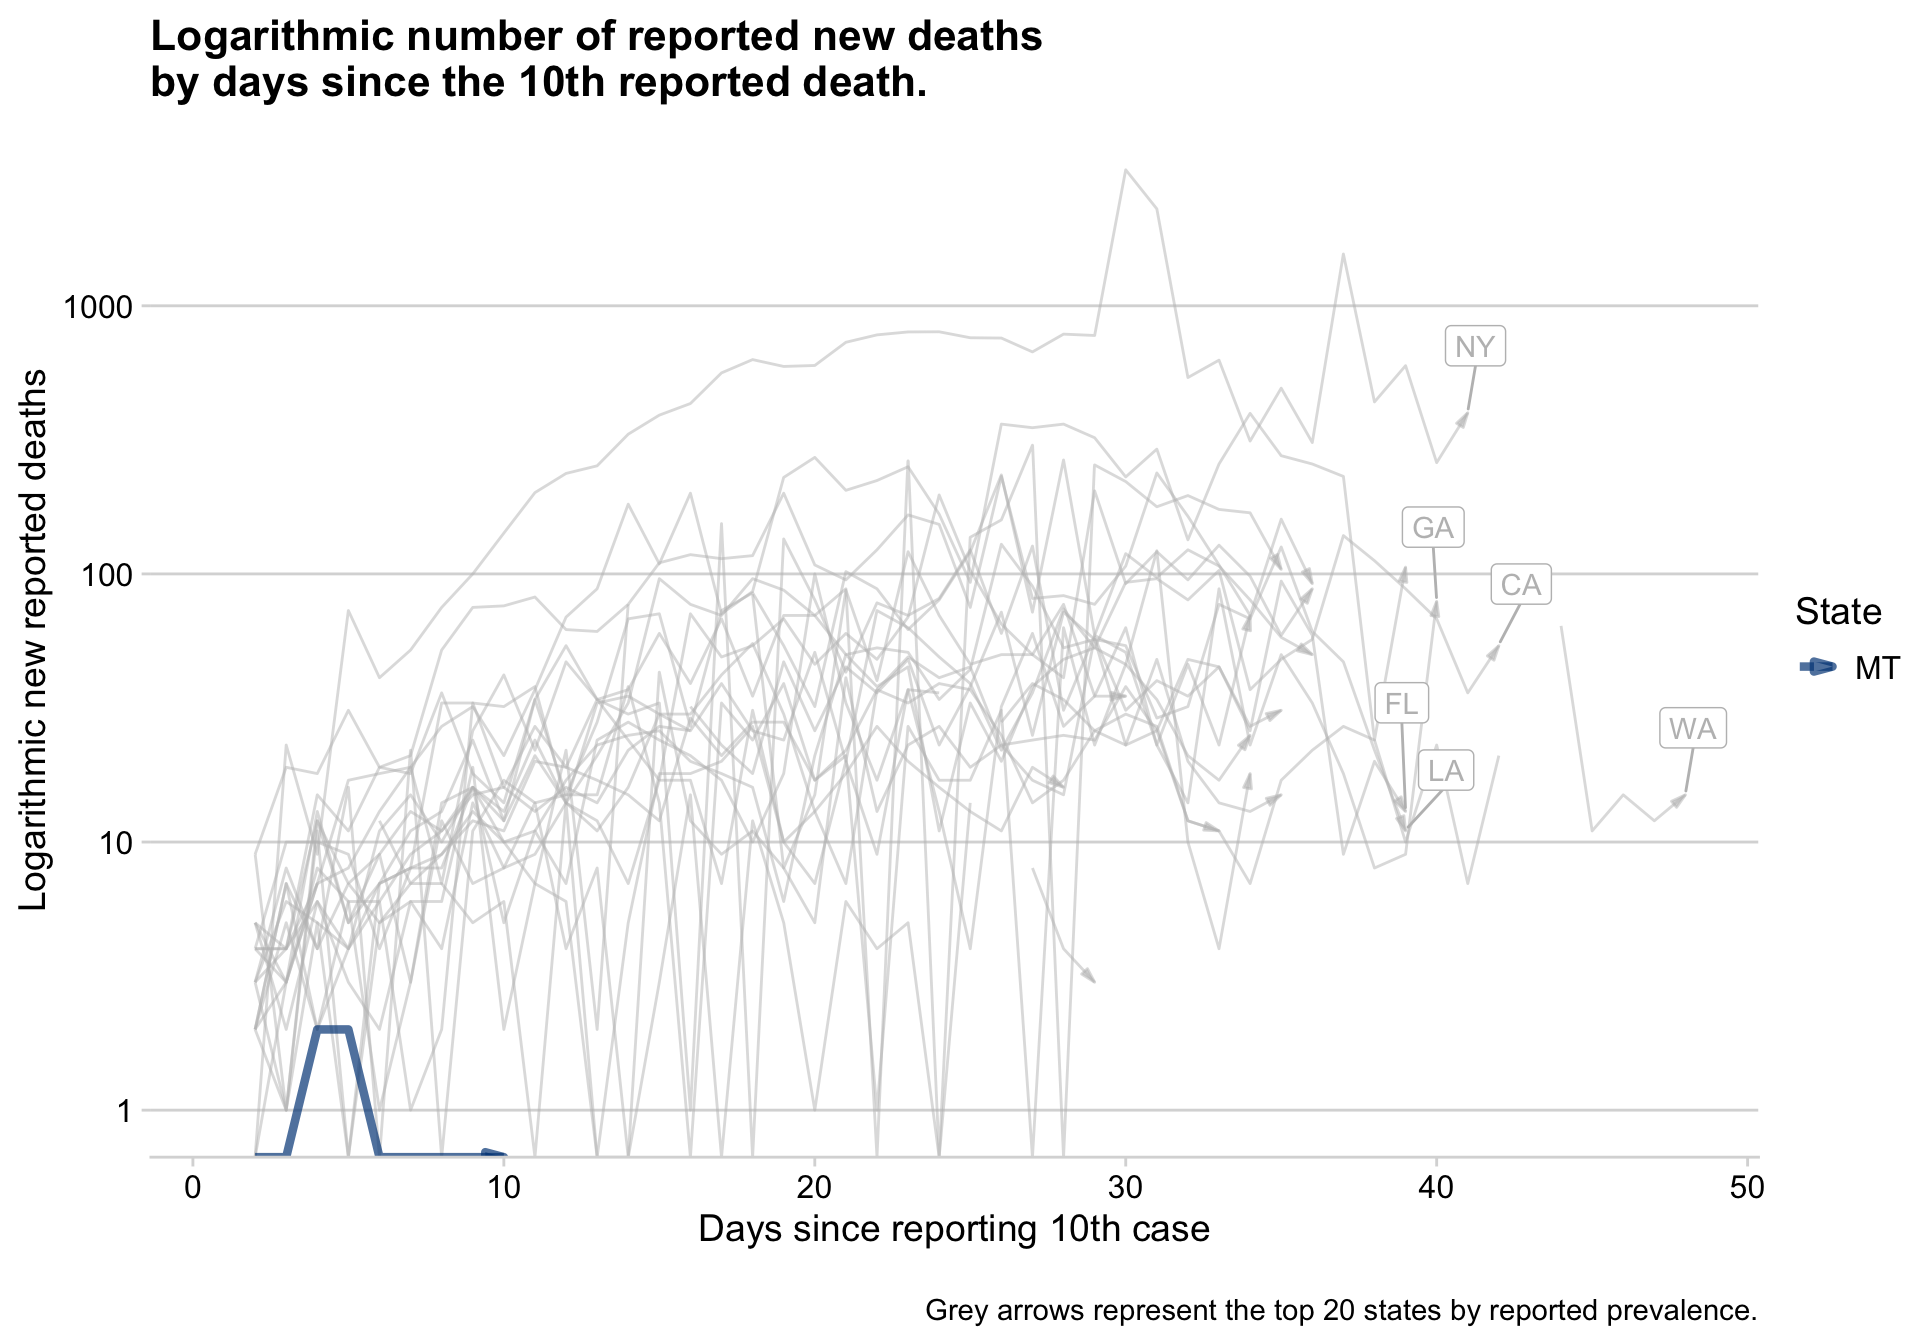 Logarithmic number of reported new deaths
by days since the 10th reported death.
Logarithmic new reported deaths
1000
100
10
1
NY
GA
CA
FL
LA
WA
State
MT
0 10 20 30 40 50
Days since reporting 10th case
Grey arrows represent the top 20 states by reported prevalence.